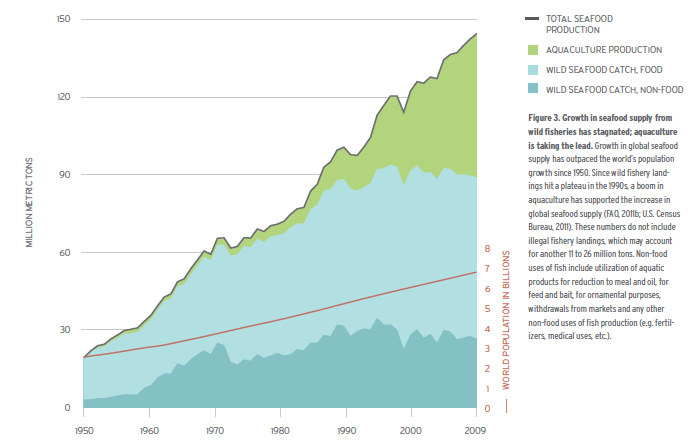 150
120
90
60
30
0
MILLION METRIC TONS
8
7
6
5
4
3
2
1
0
WORLD POPULATION IN BILLIONS
1950
1960
1970
1980
1990
2000
2009
TOTAL SEAFOOD
PRODUCTION
AQUACULTURE PRODUCTION
WILD SEAFOOD CATCH, FOOD
WILD SEAFOOD CATCH, NON-FOOD
Figure 3. Growth in seafood supply from
wild fisheries has stagnated; aquaculture
is taking the lead. Growth in global seafood
supply has outpaced the world's population
growth since 1950. Since wild fishery land-
ings hit a plateau in the 1990s, a boom in
aquaculture has supported the increase in
global seafood supply (FAO, 2011b; U.S. Census
Bureau, 2011). These numbers do not include
illegal fishery landings, which may account
for another 11 to 26 million tons. Non-food
uses of fish include utilization of aquatic
products for reduction to meal and oil, for
feed and bait, for ornamental purposes,
withdrawals from markets and any other
non-food uses of fish production (e.g. fertil-
izers, medical uses, etc.).